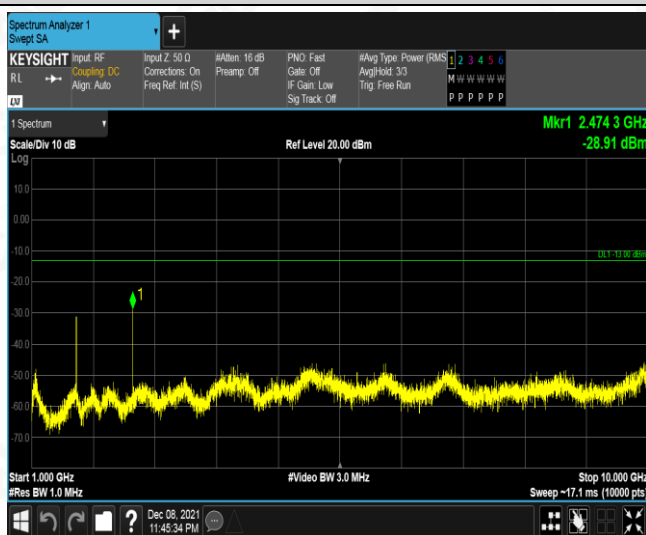 Spectrum Analyzer 1
Swept SA
+
KEYSIGHT
RL
LXI
Input: RF
Coupling: DC
Align: Auto
Input Z: 50 Ω
Corrections: On
Freq Ref: Int (S)
#Atten: 16 dB
Preamp: Off
PNO: Fast
Gate: Off
IF Gain: Low
Sig Track: Off
#Avg Type: Power (RMS
Avg|Hold: 3/3
Trig: Free Run
1 2 3 4 5 6
M W W W W W
P P P P P P
1 Spectrum
Mkr1 2.474 3 GHz
Scale/Div 10 dB
Ref Level 20.00 dBm
-28.91 dBm
Log
10.0
0.00
-10.0
DL1 -13.00 dBm
-20.0
1
-30.0
-40.0
-50.0
-60.0
-70.0
Start 1.000 GHz
#Video BW 3.0 MHz
Stop 10.000 GHz
#Res BW 1.0 MHz
Sweep ~17.1 ms (10000 pts)
?
Dec 08, 2021
11:45:34 PM